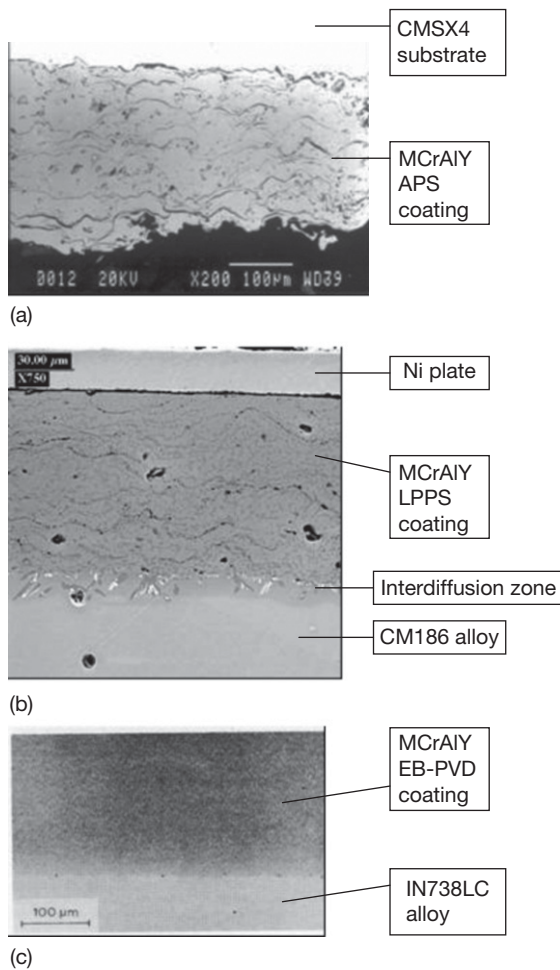 CMSX4
substrate
MCrAlY
APS
coating
0012 20KV X200 100µm WD39
(a)
30.00 µm
X750
Ni plate
MCrAlY
LPPS
coating
Interdiffusion zone
CM186 alloy
(b)
MCrAlY
EB-PVD
coating
IN738LC
alloy
100 µm
(c)